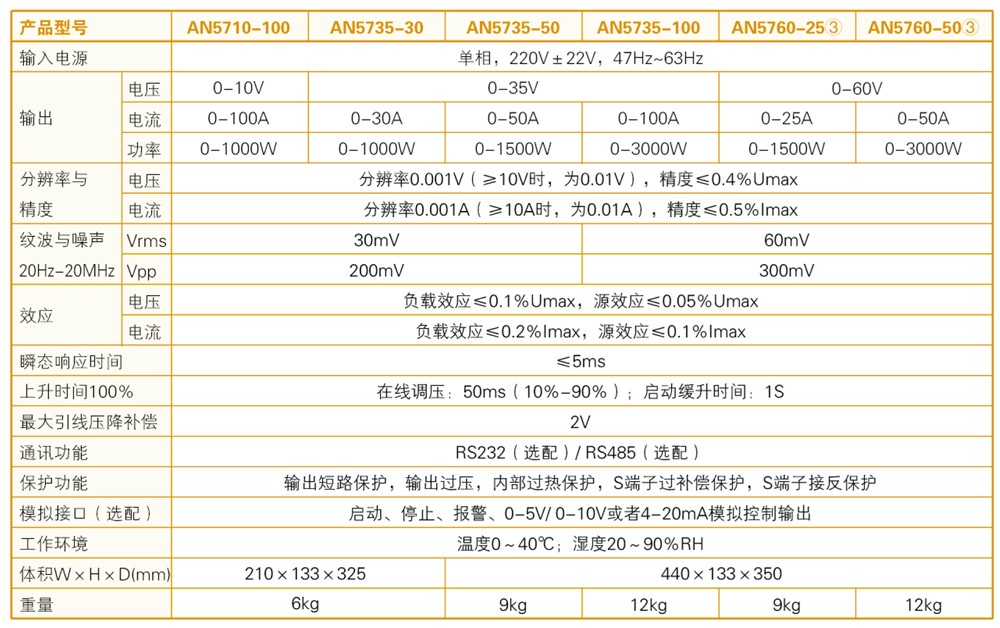 产品型号 AN5710-100 AN5735-30 AN5735-50 AN5735-100 AN5760-25③ AN5760-50③
输入电源 单相，220V±22V，47Hz~63Hz
输出 电压 0-10V 0-35V 0-60V
电流 0-100A 0-30A 0-50A 0-100A 0-25A 0-50A
功率 0-1000W 0-1000W 0-1500W 0-3000W 0-1500W 0-3000W
分辨率与 电压 分辨率0.001V（≥10V时，为0.01V），精度≤0.4%Umax
精度 电流 分辨率0.001A（≥10A时，为0.01A），精度≤0.5%Imax
纹波与噪声 Vrms 30mV 60mV
20Hz-20MHz Vpp 200mV 300mV
效应 电压 负载效应≤0.1%Umax，源效应≤0.05%Umax
电流 负载效应≤0.2%Imax，源效应≤0.1%Imax
瞬态响应时间 ≤5ms
上升时间100% 在线调压：50ms（10%-90%）；启动缓升时间：1S
最大引线压降补偿 2V
通讯功能 RS232（选配）/ RS485（选配）
保护功能 输出短路保护，输出过压，内部过热保护，S端子过补偿保护，S端子接反保护
模拟接口（选配） 启动、停止、报警、0-5V/ 0-10V或者4-20mA模拟控制输出
工作环境 温度0～40℃；湿度20～90%RH
体积W×H×D(mm) 210×133×325 440×133×350
重量 6kg 9kg 12kg 9kg 12kg